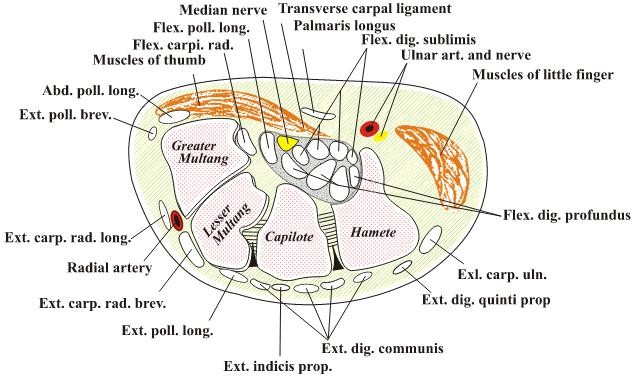 Median nerve
Transverse carpal ligament
Flex. poll. long.
Palmaris longus
Flex. carpi. rad.
Flex. dig. sublimis
Muscles of thumb
Ulnar art. and nerve
Muscles of little finger
Abd. poll. long.
Ext. poll. brev.
Greater
Multang
Lesser
Multang
Capilote
Hamete
Flex. dig. profundus
Ext. carp. rad. long.
Radial artery
Exl. carp. uln.
Ext. carp. rad. brev.
Ext. dig. quinti prop
Ext. poll. long.
Ext. dig. communis
Ext. indicis prop.